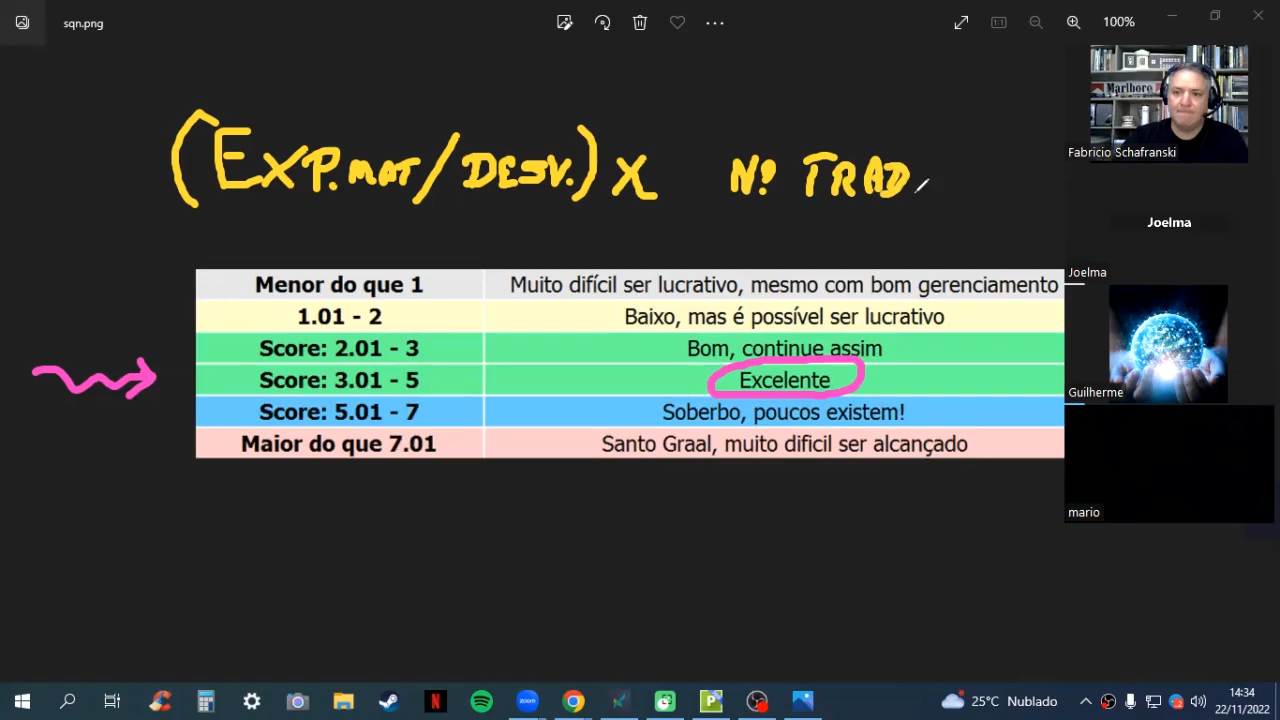 sqn.png
100%
(EXP.MAT/DESV.) X Nº TRAD
Marlboro
Fabricio Schafranski
Joelma
Joelma
Menor do que 1 Muito difícil ser lucrativo, mesmo com bom gerenciamento
1.01 - 2 Baixo, mas é possível ser lucrativo
Score: 2.01 - 3 Bom, continue assim
Score: 3.01 - 5 Excelente
Guilherme
Score: 5.01 - 7 Soberbo, poucos existem!
Maior do que 7.01 Santo Graal, muito dificil ser alcançado
mario
zoom
25°C Nublado
14:34
22/11/2022